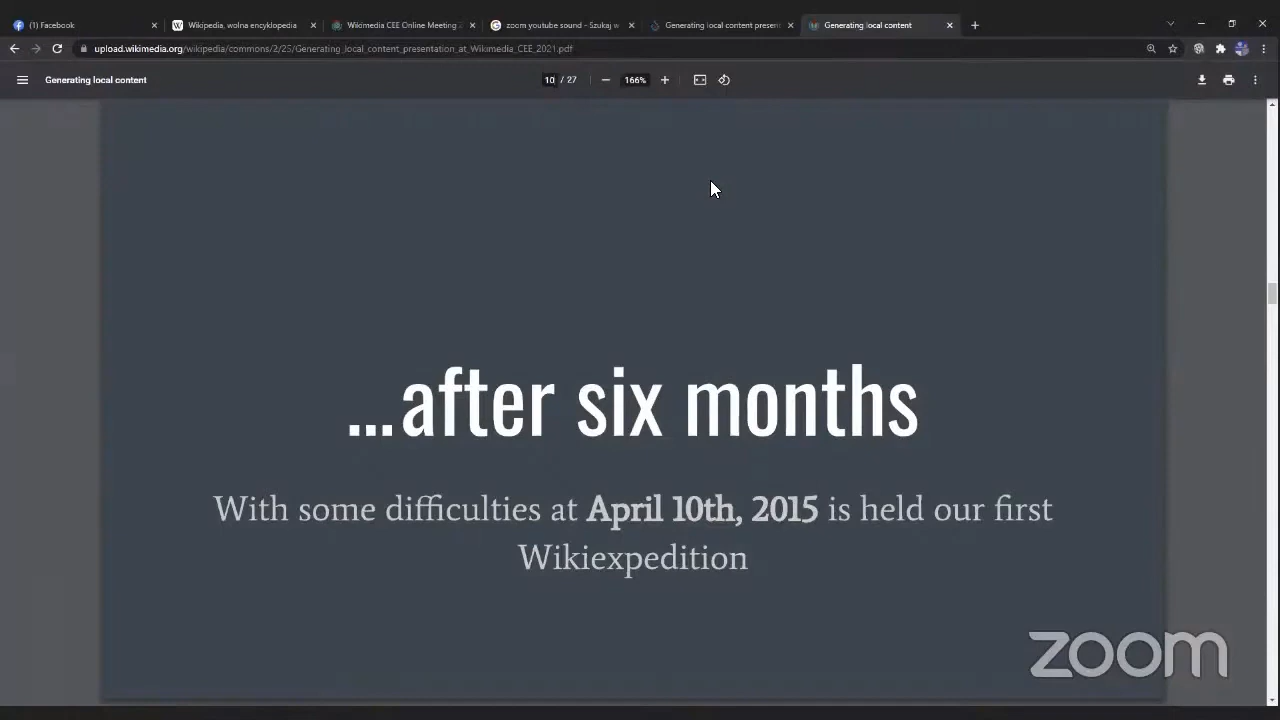 (1) Facebook
Wikipedia, wolna encyklopedia
Wikimedia CEE Online Meeting 2
zoom youtube sound - Szukaj w
Generating local content present
Generating local content
upload.wikimedia.org/wikipedia/commons/2/25/Generating_local_content_presentation_at_Wikimedia_CEE_2021.pdf
Generating local content
10 / 27
166%
...after six months
With some difficulties at April 10th, 2015 is held our first
Wikiexpedition
zoom